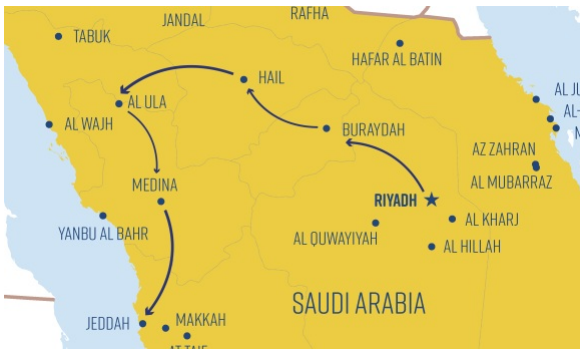 RAFHA
JANDAL
TABUK
HAFAR AL BATIN
HAIL
AL ULA
AL WAJH
BURAYDAH
AZ ZAHRAN
AL MUBARRAZ
MEDINA
RIYADH
AL KHARJ
YANBU AL BAHR
AL QUWAYIYAH
AL HILLAH
SAUDI ARABIA
JEDDAH
MAKKAH